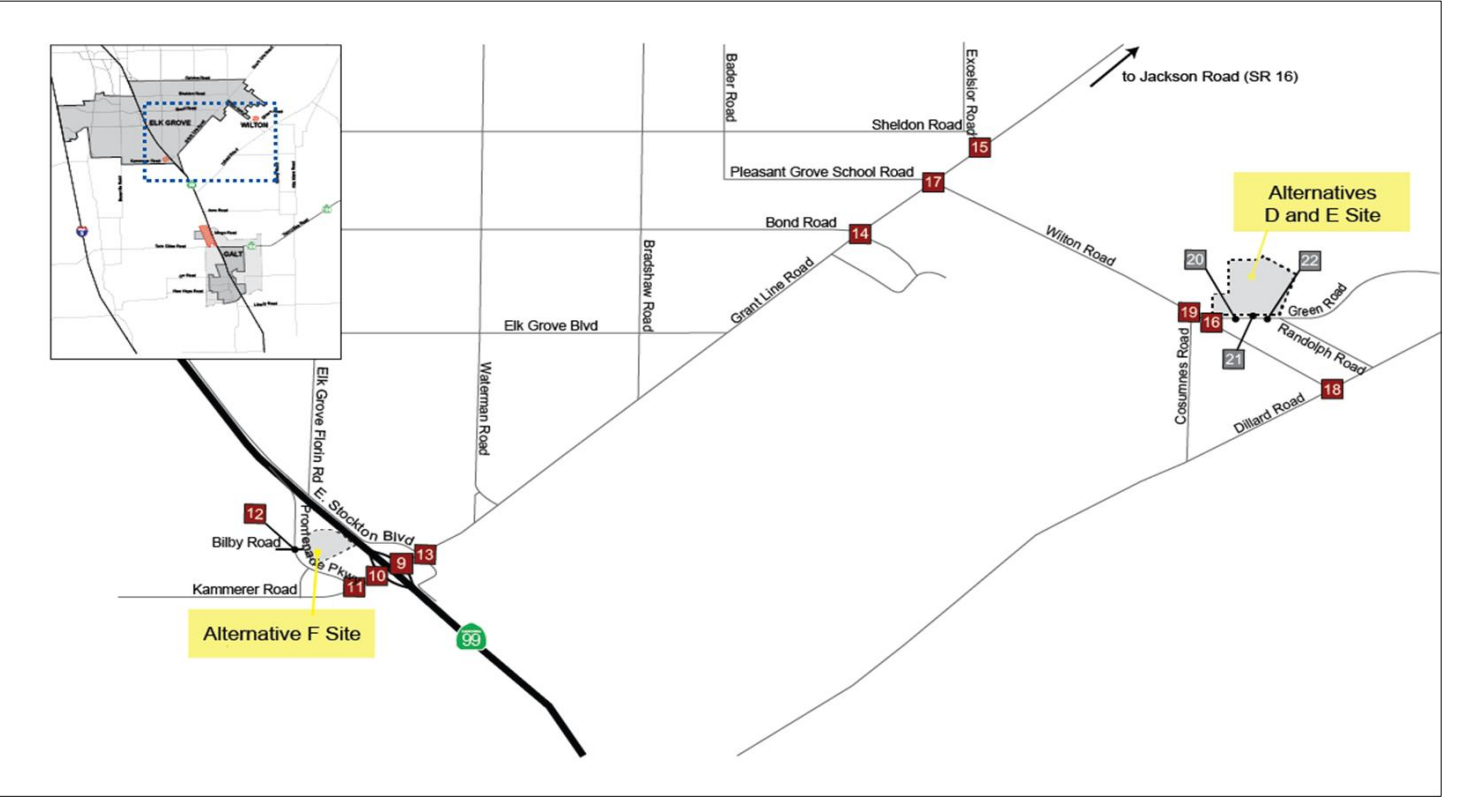 ELK GROVE
WILTON
GALT
to Jackson Road (SR 16)
Bader Road
Excelsior Road
Sheldon Road
15
Pleasant Grove School Road
17
Alternatives
D and E Site
Bond Road
14
Wilton Road
20
22
Bradshaw Road
Grant Line Road
Green Road
19
16
Elk Grove Blvd
Randolph Road
21
Cosumnes Road
18
Dillard Road
Waterman Road
Elk Grove Florin Rd
E. Stockton Blvd
12
Promenade Pkwy
Bilby Road
13
9
10
11
Kammerer Road
Alternative F Site
99